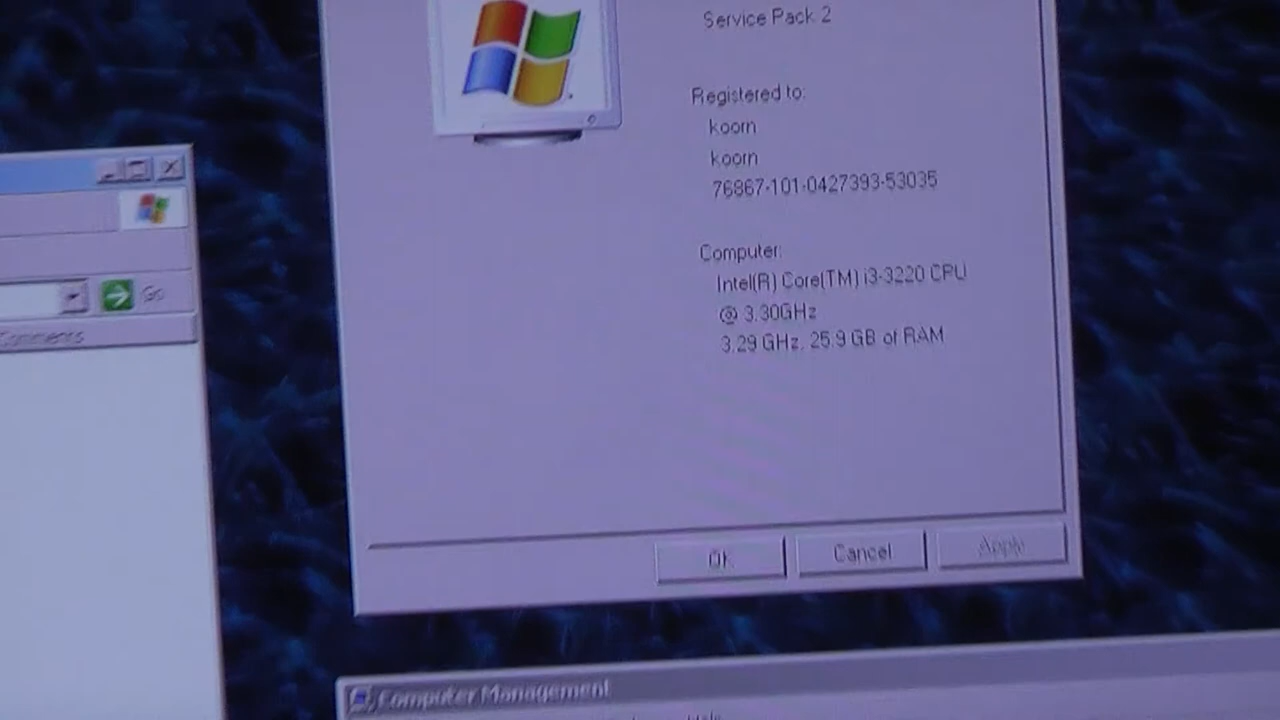 Service Pack 2
Registered to:
koorn
koorn
76867-101-0427393-53035
Computer:
Intel(R) Core(TM) i3-3220 CPU
@ 3.30GHz
3.29 GHz, 25.9 GB of RAM
Go
Comments
OK
Cancel
Apply
Computer Management
Help